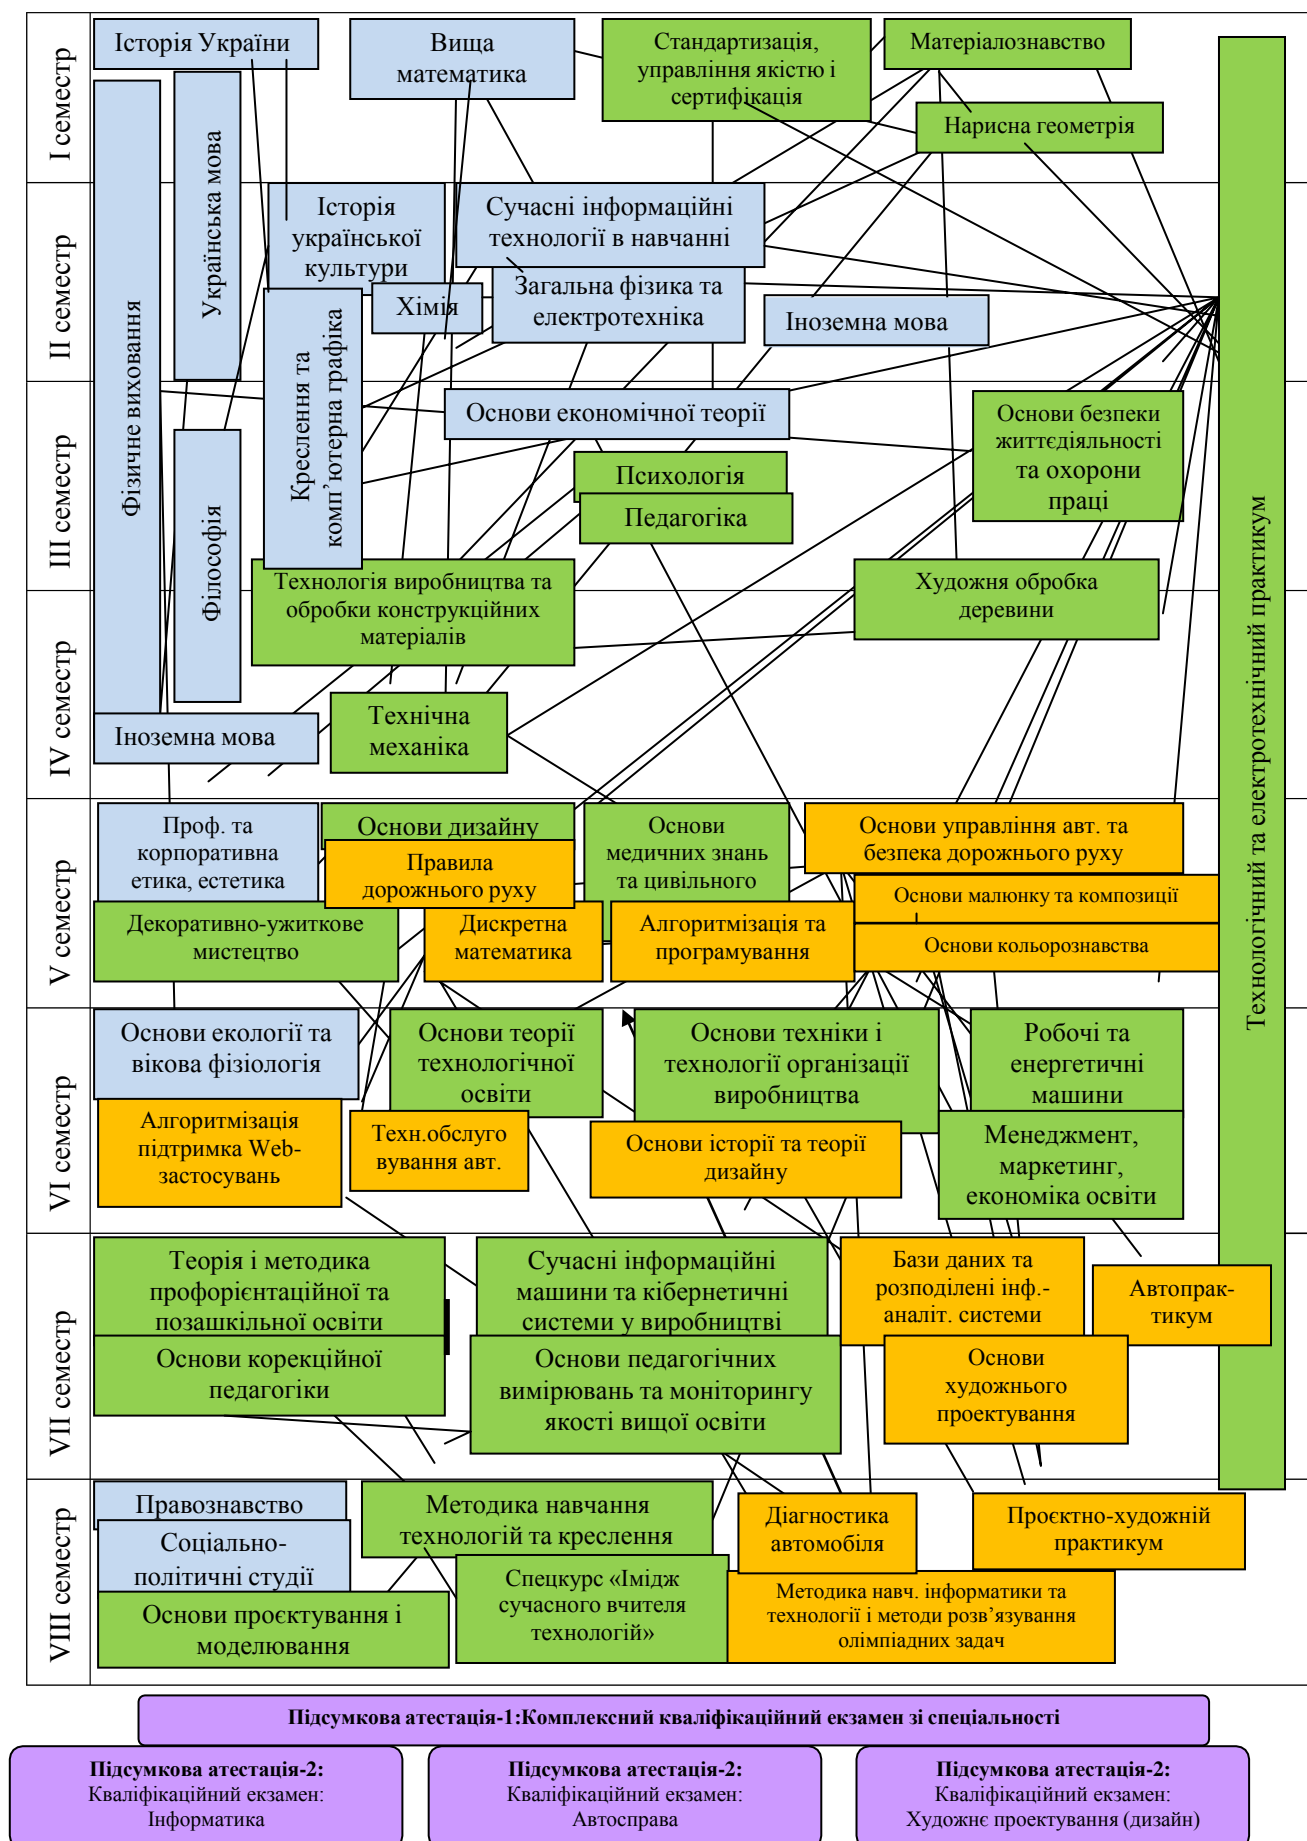 I семестр
Історія України
Вища
математика
Стандартизація,
управління якістю і
сертифікація
Матеріалознавство
Нарисна геометрія
Фізичне виховання
Українська мова
II семестр
Історія
української
культури
Сучасні інформаційні
технології в навчанні
Загальна фізика та
електротехніка
Хімія
Іноземна мова
Креслення та
комп’ютерна графіка
III семестр
Філософія
Основи економічної теорії
Психологія
Педагогіка
Основи безпеки
життєдіяльності
та охорони
праці
Технологічний та електротехнічний практикум
Технологія виробництва та
обробки конструкційних
матеріалів
Художня обробка
деревини
IV семестр
Іноземна мова
Технічна
механіка
V семестр
Проф. та
корпоративна
етика, естетика
Основи дизайну
Правила
дорожнього руху
Основи
медичних знань
та цивільного
Основи управління авт. та
безпека дорожнього руху
Основи малюнку та композиції
Декоративно-ужиткове
мистецтво
Дискретна
математика
Алгоритмізація та
програмування
Основи кольорознавства
VI семестр
Основи екології та
вікова фізіологія
Основи теорії
технологічної
освіти
Основи техніки і
технології організації
виробництва
Робочі та
енергетичні
машини
Алгоритмізація
підтримка Web-
застосувань
Техн.обслуго
вування авт.
Основи історії та теорії
дизайну
Менеджмент,
маркетинг,
економіка освіти
VII семестр
Теорія і методика
профорієнтаційної та
позашкільної освіти
Сучасні інформаційні
машини та кібернетичні
системи у виробництві
Бази даних та
розподілені інф.-
аналіт. системи
Автопрак-
тикум
Основи корекційної
педагогіки
Основи педагогічних
вимірювань та моніторингу
якості вищої освіти
Основи
художнього
проектування
VIII семестр
Правознавство
Соціально-
політичні студії
Основи проєктування і
моделювання
Методика навчання
технологій та креслення
Спецкурс «Імідж
сучасного вчителя
технологій»
Діагностика
автомобіля
Проєктно-художній
практикум
Методика навч. інформатики та
технології і методи розв’язування
олімпіадних задач
Підсумкова атестація-1:Комплексний кваліфікаційний екзамен зі спеціальності
Підсумкова атестація-2:
Кваліфікаційний екзамен:
Інформатика
Підсумкова атестація-2:
Кваліфікаційний екзамен:
Автосправа
Підсумкова атестація-2:
Кваліфікаційний екзамен:
Художнє проектування (дизайн)